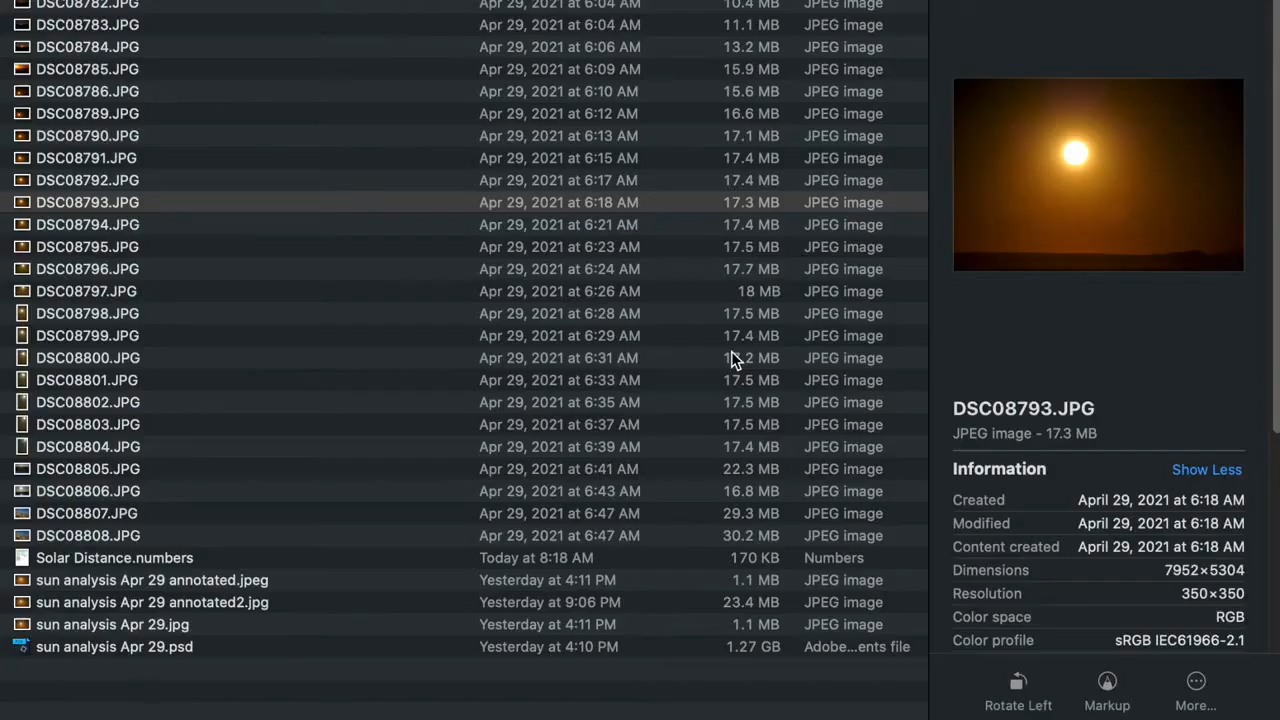 DSC08782.JPG Apr 29, 2021 at 6:04 AM 10.4 MB JPEG image
DSC08783.JPG Apr 29, 2021 at 6:04 AM 11.1 MB JPEG image
DSC08784.JPG Apr 29, 2021 at 6:06 AM 13.2 MB JPEG image
DSC08785.JPG Apr 29, 2021 at 6:09 AM 15.9 MB JPEG image
DSC08786.JPG Apr 29, 2021 at 6:10 AM 15.6 MB JPEG image
DSC08789.JPG Apr 29, 2021 at 6:12 AM 16.6 MB JPEG image
DSC08790.JPG Apr 29, 2021 at 6:13 AM 17.1 MB JPEG image
DSC08791.JPG Apr 29, 2021 at 6:15 AM 17.4 MB JPEG image
DSC08792.JPG Apr 29, 2021 at 6:17 AM 17.4 MB JPEG image
DSC08793.JPG Apr 29, 2021 at 6:18 AM 17.3 MB JPEG image
DSC08794.JPG Apr 29, 2021 at 6:21 AM 17.4 MB JPEG image
DSC08795.JPG Apr 29, 2021 at 6:23 AM 17.5 MB JPEG image
DSC08796.JPG Apr 29, 2021 at 6:24 AM 17.7 MB JPEG image
DSC08797.JPG Apr 29, 2021 at 6:26 AM 18 MB JPEG image
DSC08798.JPG Apr 29, 2021 at 6:28 AM 17.5 MB JPEG image
DSC08799.JPG Apr 29, 2021 at 6:29 AM 17.4 MB JPEG image
DSC08800.JPG Apr 29, 2021 at 6:31 AM MB JPEG image
DSC08801.JPG Apr 29, 2021 at 6:33 AM 17.5 MB JPEG image
DSC08802.JPG Apr 29, 2021 at 6:35 AM 17.5 MB JPEG image
DSC08803.JPG Apr 29, 2021 at 6:37 AM 17.5 MB JPEG image
DSC08804.JPG Apr 29, 2021 at 6:39 AM 17.4 MB JPEG image
DSC08805.JPG Apr 29, 2021 at 6:41 AM 22.3 MB JPEG image
DSC08806.JPG Apr 29, 2021 at 6:43 AM 16.8 MB JPEG image
DSC08807.JPG Apr 29, 2021 at 6:47 AM 29.3 MB JPEG image
DSC08808.JPG Apr 29, 2021 at 6:47 AM 30.2 MB JPEG image
Solar Distance.numbers Today at 8:18 AM 170 KB Numbers
sun analysis Apr 29 annotated.jpeg Yesterday at 4:11 PM 1.1 MB JPEG image
sun analysis Apr 29 annotated2.jpg Yesterday at 9:06 PM 23.4 MB JPEG image
sun analysis Apr 29.jpg Yesterday at 4:11 PM 1.1 MB JPEG image
sun analysis Apr 29.psd Yesterday at 4:10 PM 1.27 GB Adobe...ents file
DSC08793.JPG
JPEG image - 17.3 MB
Information Show Less
Created April 29, 2021 at 6:18 AM
Modified April 29, 2021 at 6:18 AM
Content created April 29, 2021 at 6:18 AM
Dimensions 7952×5304
Resolution 350×350
Color space RGB
Color profile sRGB IEC61966-2.1
Rotate Left Markup More...